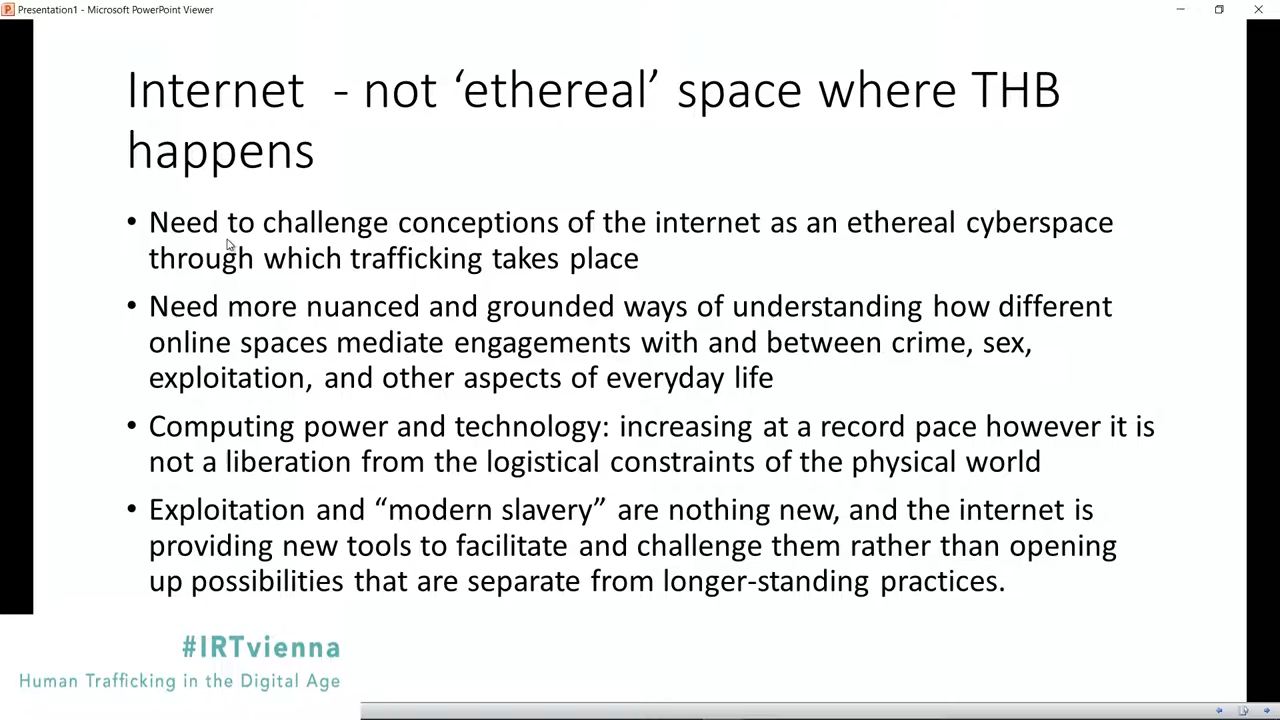 Presentation1 - Microsoft PowerPoint Viewer
Internet - not ‘ethereal’ space where THB
happens
• Need to challenge conceptions of the internet as an ethereal cyberspace
through which trafficking takes place
• Need more nuanced and grounded ways of understanding how different
online spaces mediate engagements with and between crime, sex,
exploitation, and other aspects of everyday life
• Computing power and technology: increasing at a record pace however it is
not a liberation from the logistical constraints of the physical world
• Exploitation and “modern slavery” are nothing new, and the internet is
providing new tools to facilitate and challenge them rather than opening
up possibilities that are separate from longer-standing practices.
#IRTvienna
Human Trafficking in the Digital Age